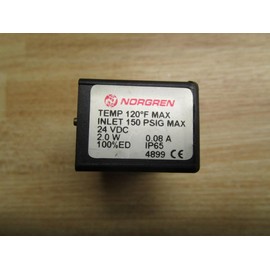 NORGREN
TEMP 120°F MAX
INLET 150 PSIG MAX
24 VDC
2.0 W 0.08 A
100%ED IP65
4899 CE